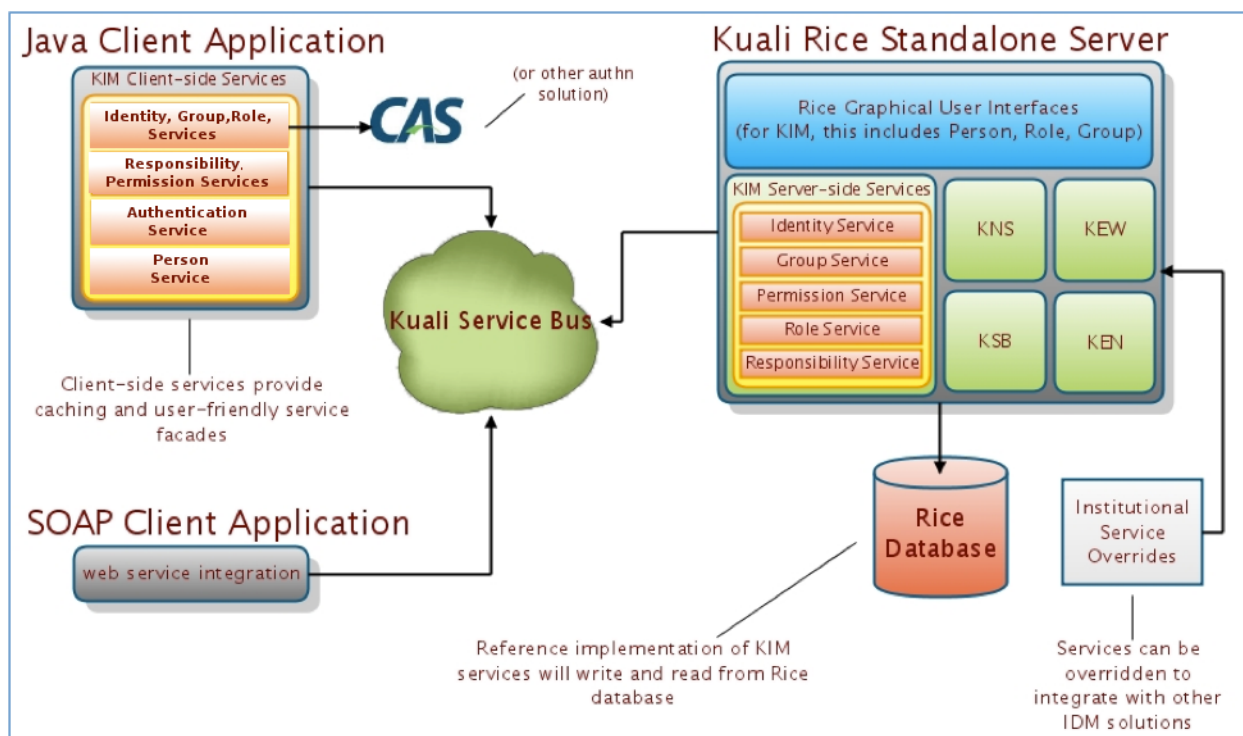 Java Client Application
KIM Client-side Services
Identity, Group,Role,
Services
Responsibility,
Permission Services
Authentication
Service
Person
Service
CAS
(or other authn
solution)
Client-side services provide
caching and user-friendly service
facades
Kuali Service Bus
SOAP Client Application
web service integration
Kuali Rice Standalone Server
Rice Graphical User Interfaces
(for KIM, this includes Person, Role, Group)
KIM Server-side Services
Identity Service
Group Service
Permission Service
Role Service
Responsibility Service
KNS
KEW
KSB
KEN
Rice
Database
Institutional
Service
Overrides
Reference implementation of KIM
services will write and read from Rice
database
Services can be
overridden to
integrate with other
IDM solutions